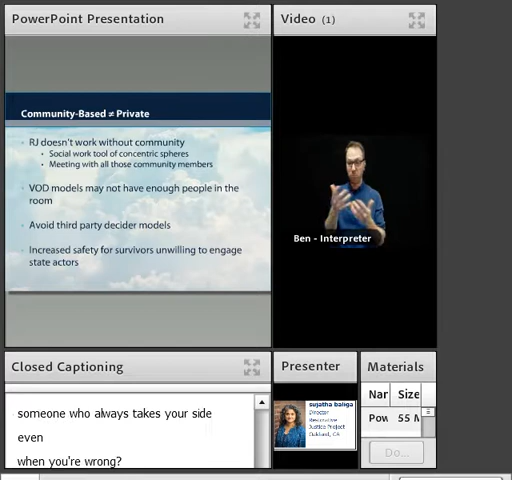 PowerPoint Presentation
Community-Based ≠ Private
RJ doesn't work without community
Social work tool of concentric spheres
Meeting with all those community members
VOD models may not have enough people in the
room
Avoid third party decider models
Increased safety for survivors unwilling to engage
state actors
Video (1)
Ben - Interpreter
Closed Captioning
someone who always takes your side
even
when you're wrong?
Presenter
sujatha baliga
Director
Restorative
Justice Project
Oakland, CA
Materials
Nar Size
Pow 55 M
Do...